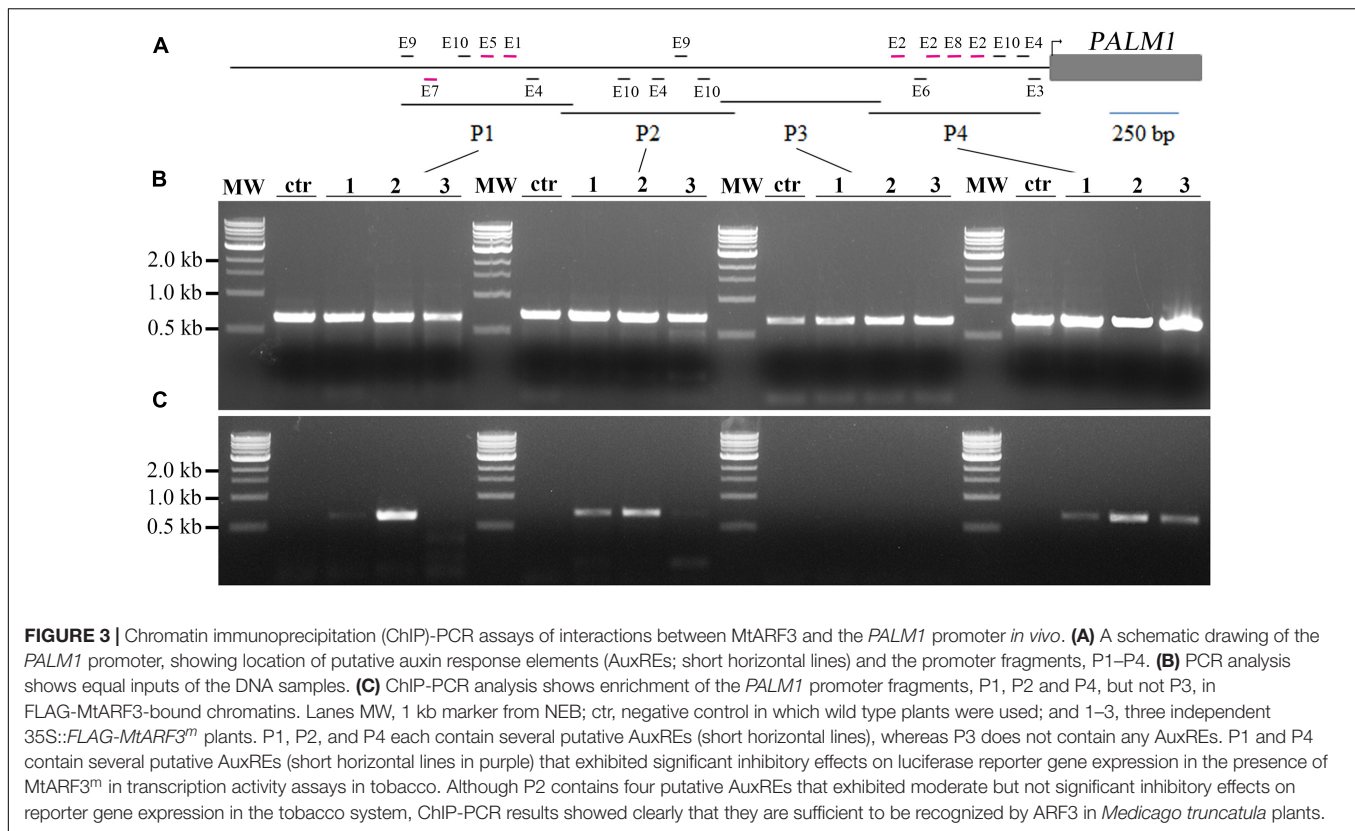 A
E9 E10 E5 E1 E9 E2 E2 E8 E2 E10 E4 PALM1
E7 E4 E10 E4 E10 E6 E3
P1 P2 P3 P4 250 bp
B
MW ctr 1 2 3 MW ctr 1 2 3 MW ctr 1 2 3 MW ctr 1 2 3
2.0 kb
1.0 kb
0.5 kb
C
2.0 kb
1.0 kb
0.5 kb
FIGURE 3 | Chromatin immunoprecipitation (ChIP)-PCR assays of interactions between MtARF3 and the PALM1 promoter in vivo. (A) A schematic drawing of the
PALM1 promoter, showing location of putative auxin response elements (AuxREs; short horizontal lines) and the promoter fragments, P1–P4. (B) PCR analysis
shows equal inputs of the DNA samples. (C) ChIP-PCR analysis shows enrichment of the PALM1 promoter fragments, P1, P2 and P4, but not P3, in
FLAG-MtARF3-bound chromatins. Lanes MW, 1 kb marker from NEB; ctr, negative control in which wild type plants were used; and 1–3, three independent
35S::FLAG-MtARF3ᵐ plants. P1, P2, and P4 each contain several putative AuxREs (short horizontal lines), whereas P3 does not contain any AuxREs. P1 and P4
contain several putative AuxREs (short horizontal lines in purple) that exhibited significant inhibitory effects on luciferase reporter gene expression in the presence of
MtARF3ᵐ in transcription activity assays in tobacco. Although P2 contains four putative AuxREs that exhibited moderate but not significant inhibitory effects on
reporter gene expression in the tobacco system, ChIP-PCR results showed clearly that they are sufficient to be recognized by ARF3 in Medicago truncatula plants.